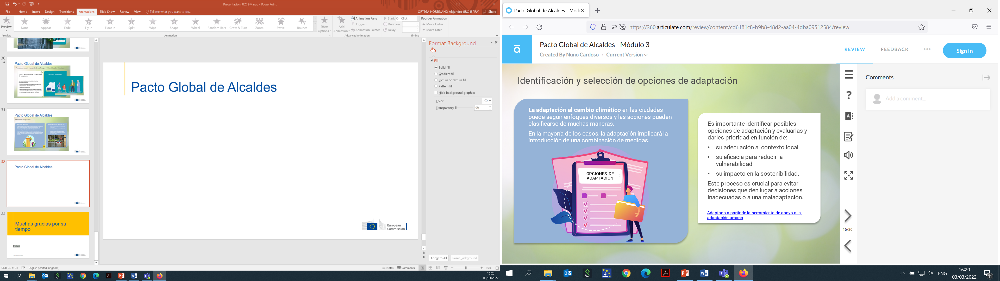 Presentacion_JRC_9Marzo - PowerPoint
File Home Insert Design Transitions Animations Slide Show Review View Tell me what you want to do...
ORTEGA HORTELANO Alejandro (JRC-ISPRA) Share
Preview
None Appear Fade Fly In Float In Split Wipe Shape Wheel Random Bars Grow & Turn Zoom Swivel Bounce
Effect Options
Add Animation
Animation Pane
Trigger
Animation Painter
Start: On Click
Duration:
Delay:
Reorder Animation
Move Earlier
Move Later
Preview Animation Advanced Animation Timing
30
Pacto Global de Alcaldes
31
Pacto Global de Alcaldes
Metas de adaptación
32
Pacto Global de Alcaldes
33
Muchas gracias por su
tiempo
Pacto Global de Alcaldes
European
Commission
Format Background
Fill
Solid fill
Gradient fill
Picture or texture fill
Pattern fill
Hide background graphics
Color
Transparency 0%
Apply to All Reset Background
Slide 32 of 33 English (United Kingdom)
Notes Comments 95%
16:20
03/03/2022
Pacto Global de Alcaldes - Mód
https://360.articulate.com/review/content/cd6181c8-b9b8-48d2-aa04-4dba09512584/review
ā
Pacto Global de Alcaldes - Módulo 3
Created By Nuno Cardoso · Current Version
REVIEW FEEDBACK Sign In
Identificación y selección de opciones de adaptación
La adaptación al cambio climático en las ciudades
puede seguir enfoques diversos y las acciones pueden
clasificarse de muchas maneras.
En la mayoría de los casos, la adaptación implicará la
introducción de una combinación de medidas.
OPCIONES DE
ADAPTACIÓN
Es importante identificar posibles
opciones de adaptación y evaluarlas y
darles prioridad en función de:
• su adecuación al contexto local
• su eficacia para reducir la
vulnerabilidad
• su impacto en la sostenibilidad.
Este proceso es crucial para evitar
decisiones que den lugar a acciones
inadecuadas o a una maladaptación.
Adaptado a partir de la herramienta de apoyo a la
adaptación urbana
16/30
Comments
Add a comment...
ENG
16:20
03/03/2022
11